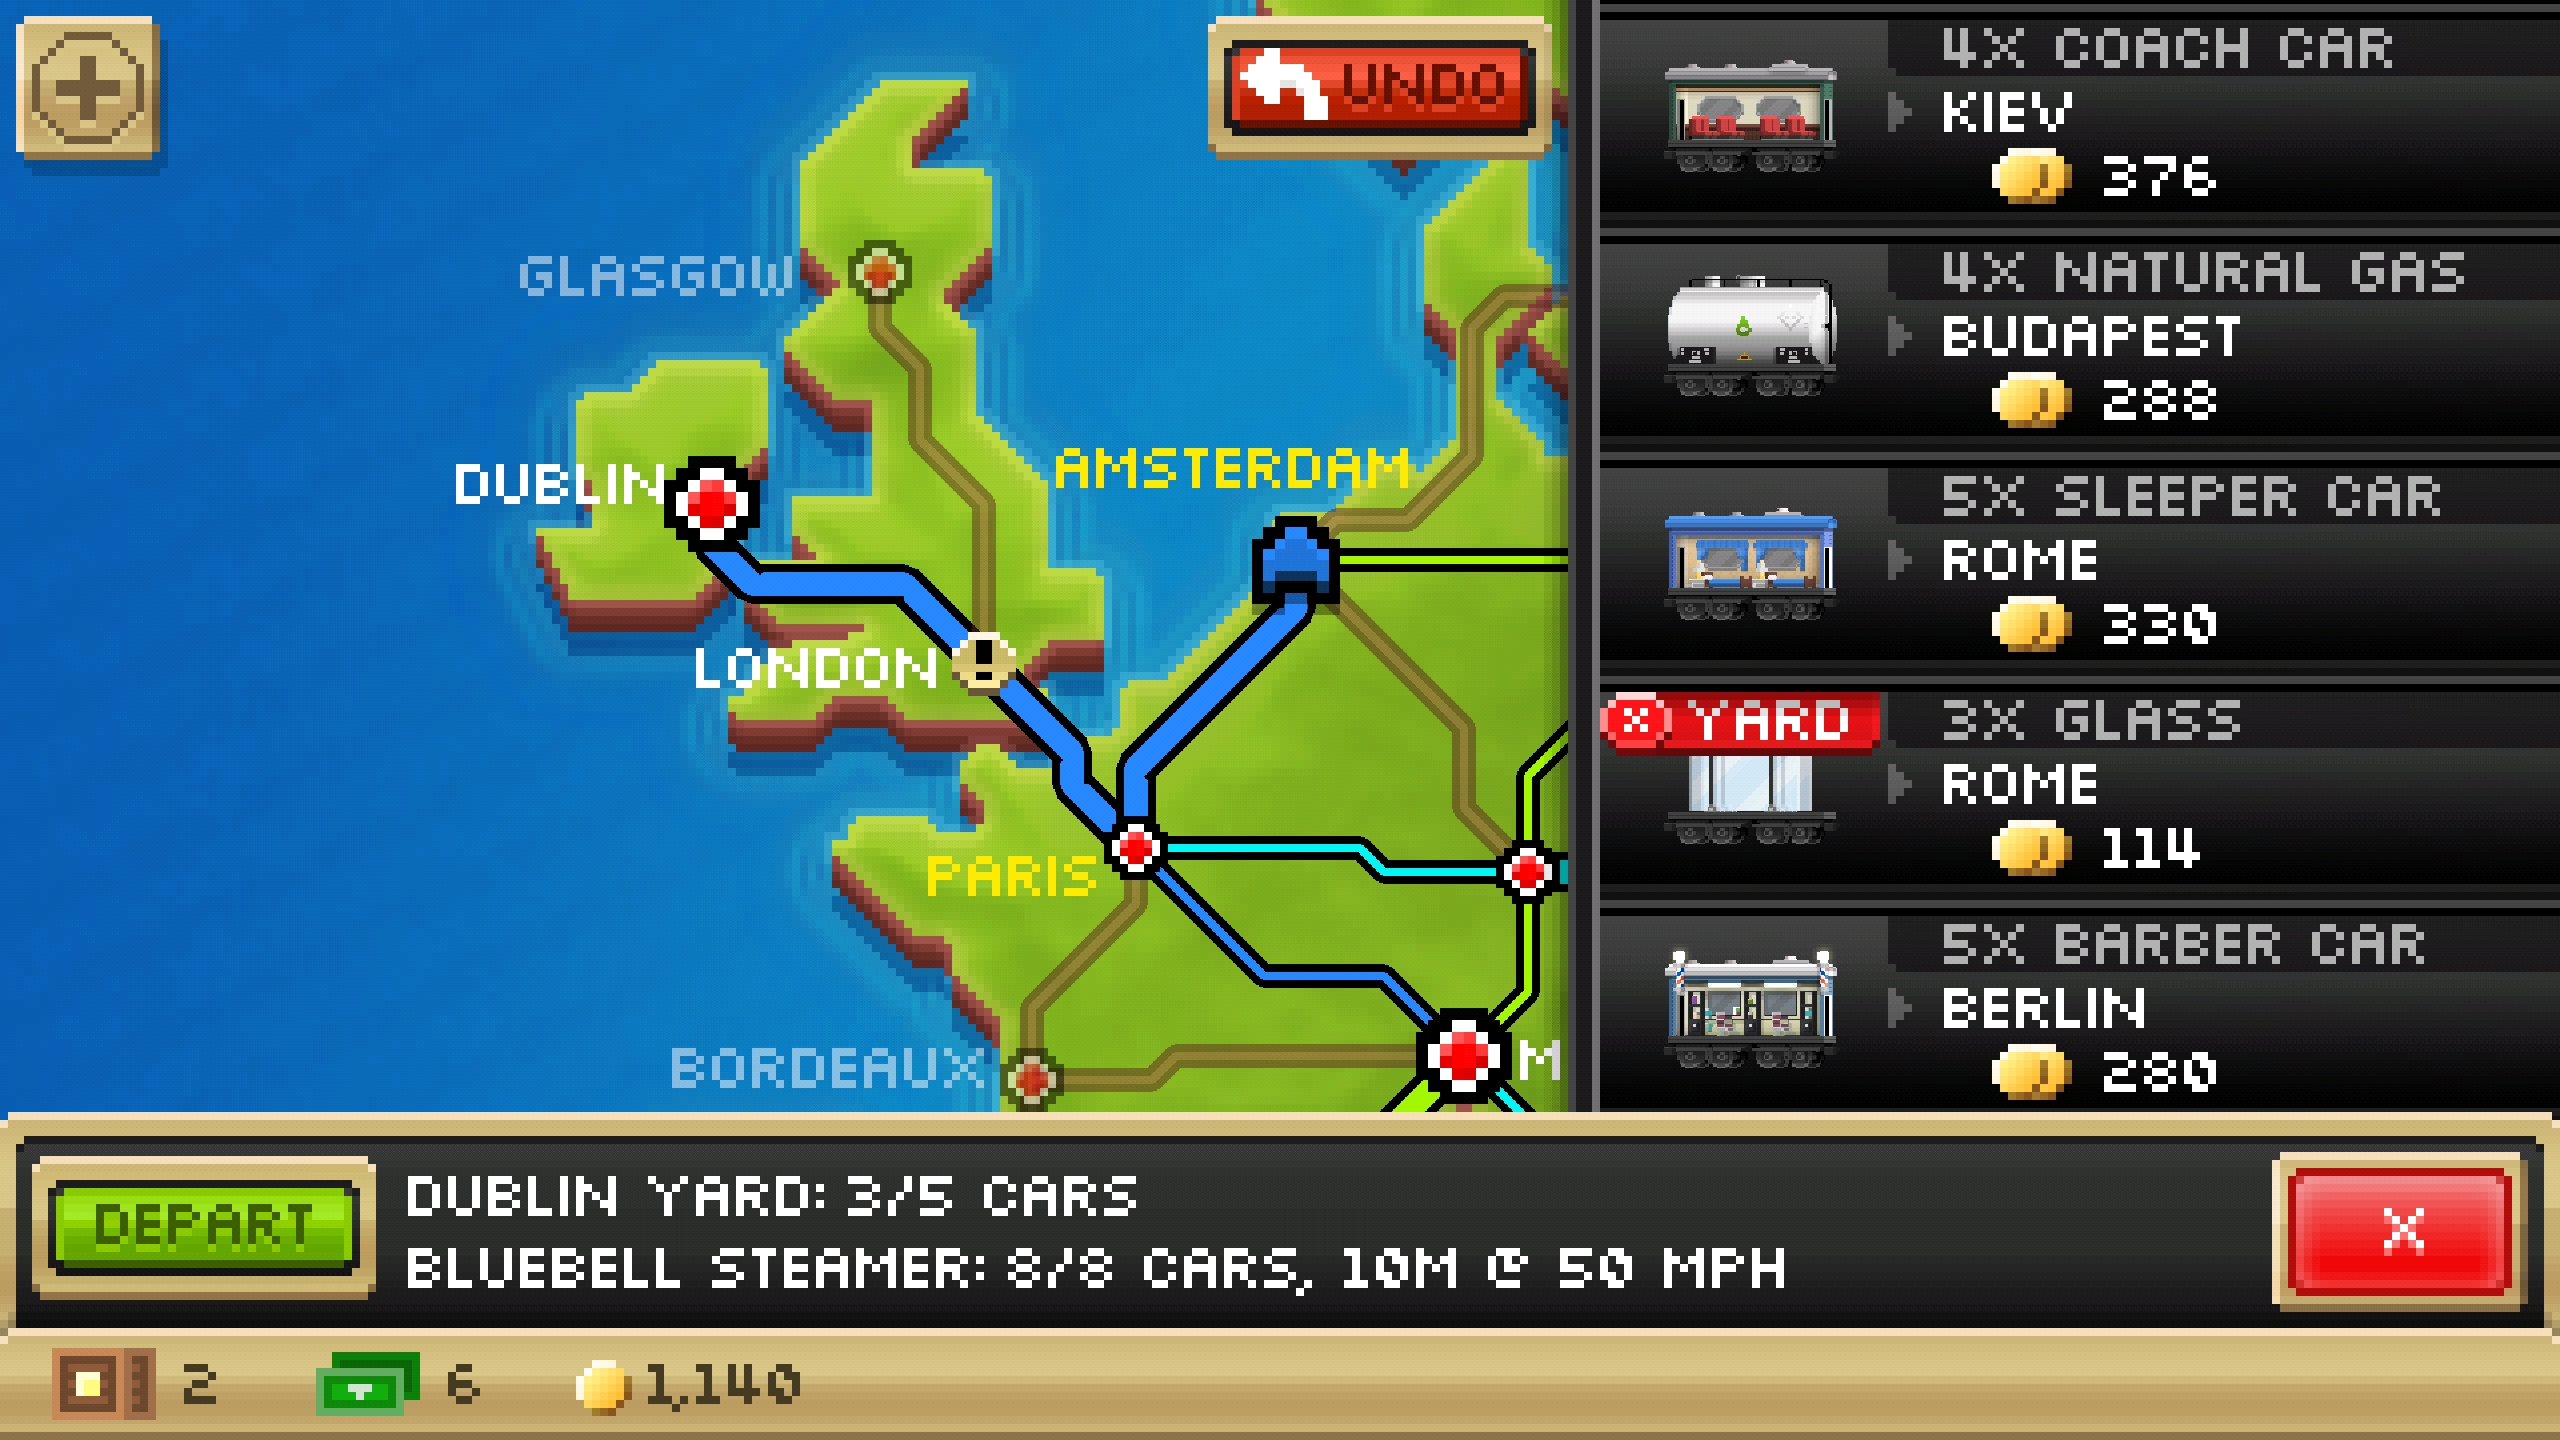 UNDO
GLASGOW
DUBLIN
AMSTERDAM
LONDON
!
PARIS
BORDEAUX
M
4X COACH CAR
KIEV
376
4X NATURAL GAS
BUDAPEST
288
5X SLEEPER CAR
ROME
330
X YARD
3X GLASS
ROME
114
5X BARBER CAR
BERLIN
280
DEPART
DUBLIN YARD: 3/5 CARS
BLUEBELL STEAMER: 8/8 CARS, 10M @ 50 MPH
X
2
6
1,140